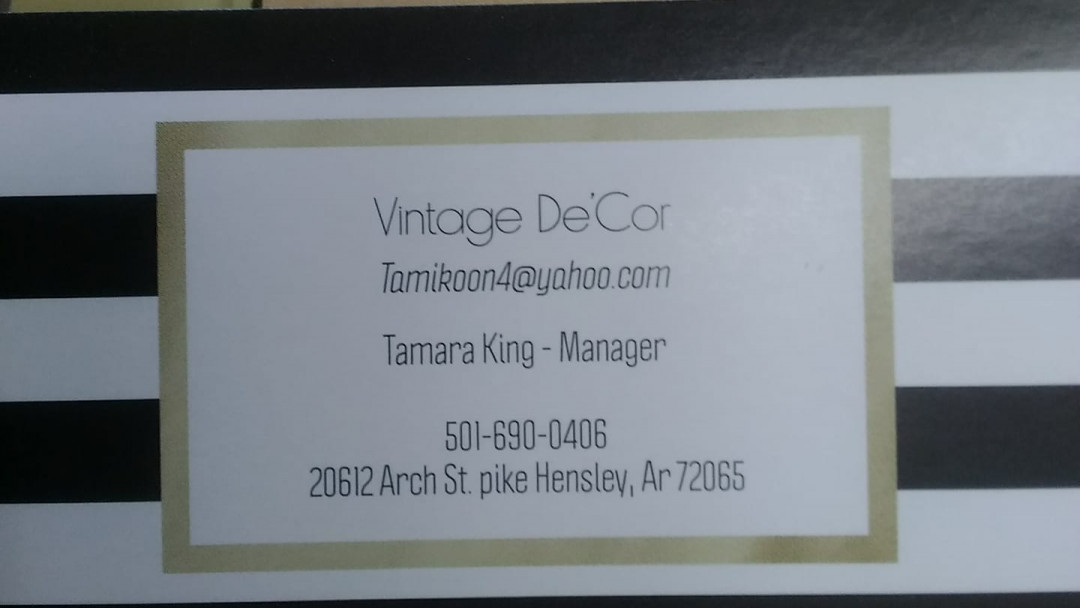 Vintage De'Cor
Tamikoon4@yahoo.com
Tamara King - Manager
501-690-0406
20612 Arch St. pike Hensley, Ar 72065